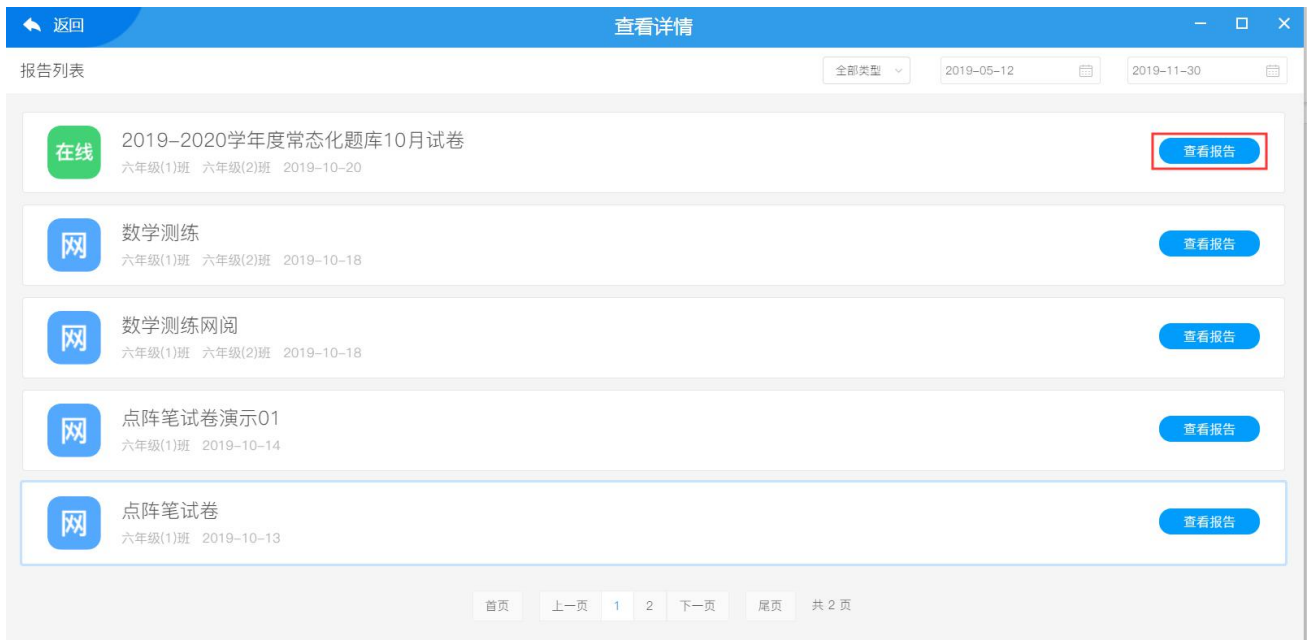 返回 查看详情
报告列表 全部类型 2019-05-12 2019-11-30
在线 2019-2020学年度常态化题库10月试卷 查看报告
六年级(1)班 六年级(2)班 2019-10-20
网 数学测练 查看报告
六年级(1)班 六年级(2)班 2019-10-18
网 数学测练网阅 查看报告
六年级(1)班 六年级(2)班 2019-10-18
网 点阵笔试卷演示01 查看报告
六年级(1)班 2019-10-14
网 点阵笔试卷 查看报告
六年级(1)班 2019-10-13
首页 上一页 1 2 下一页 尾页 共 2 页